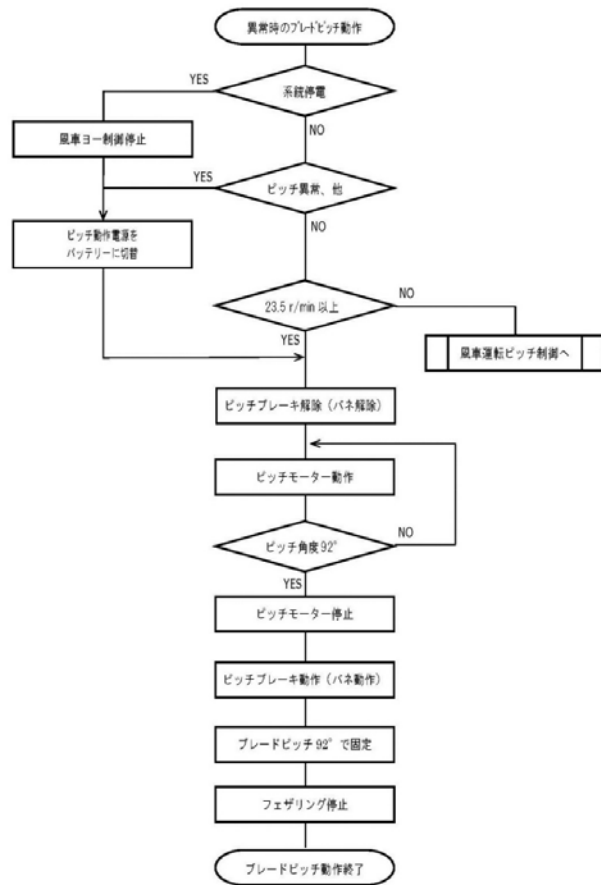 異常時のブレードピッチ動作
YES
系統停電
NO
風車ヨー制御停止
YES
ピッチ異常、他
NO
ピッチ動作電源を
バッテリーに切替
23.5 r/min 以上
NO
YES
風車運転ピッチ制御へ
ピッチブレーキ解除（バネ解除）
ピッチモーター動作
ピッチ角度 92°
NO
YES
ピッチモーター停止
ピッチブレーキ動作（バネ動作）
ブレードピッチ 92° で固定
フェザリング停止
ブレードピッチ動作終了